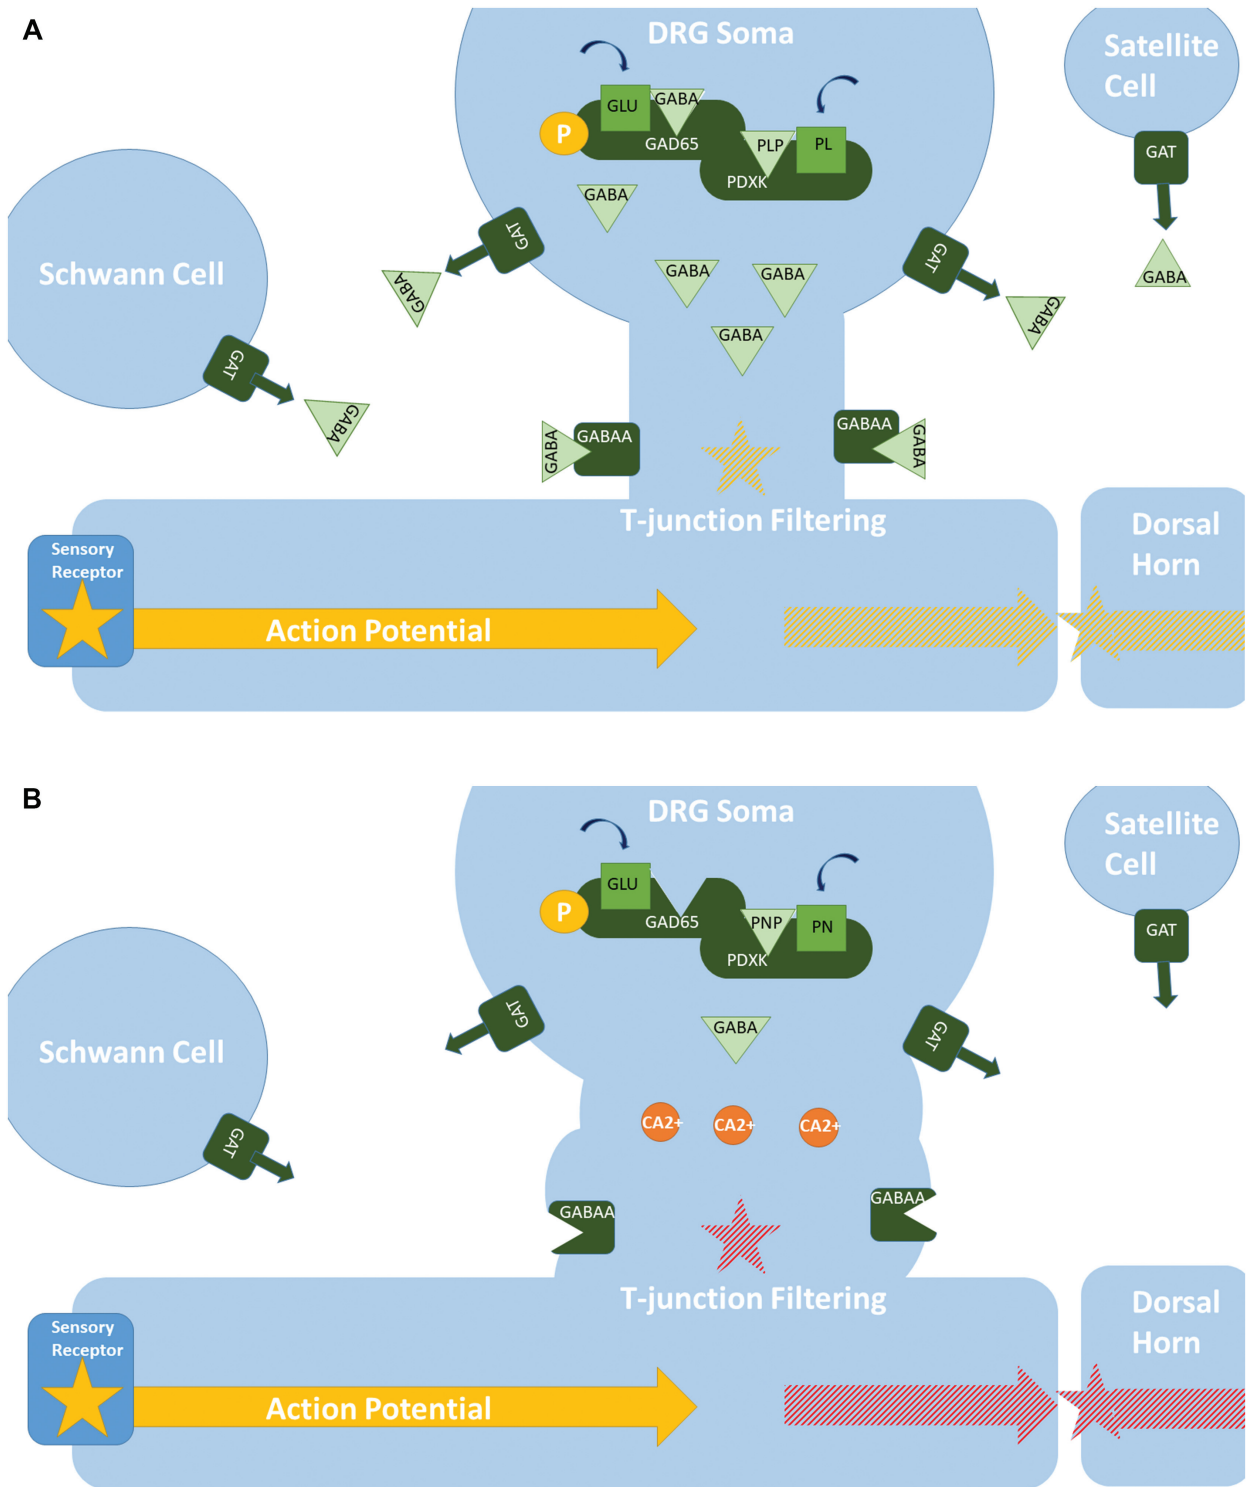 A
DRG Soma
Satellite
Cell
GLU
GABA
P
GAD65
PLP
PL
PDXK
GAT
GABA
GAT
GABA
Schwann Cell
GAT
GABA
GABA
GABA
GABA
GABA
GAT
GABA
GABA
GABAA
GABAA
GABA
T-junction Filtering
Dorsal
Horn
Sensory
Receptor
Action Potential
B
DRG Soma
Satellite
Cell
GLU
P
GAD65
PNP
PN
PDXK
GAT
GAT
GABA
GAT
Schwann Cell
GAT
CA2+
CA2+
CA2+
GABAA
GABAA
T-junction Filtering
Dorsal
Horn
Sensory
Receptor
Action Potential